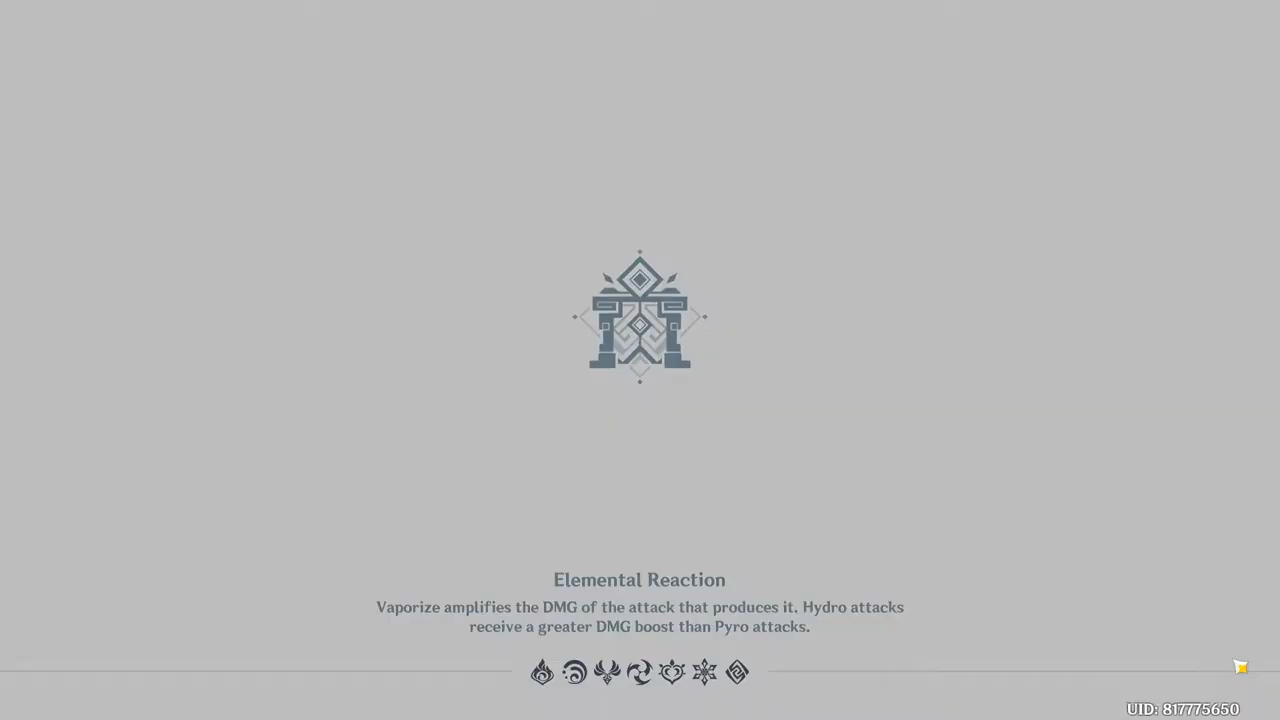 Elemental Reaction
Vaporize amplifies the DMG of the attack that produces it. Hydro attacks
receive a greater DMG boost than Pyro attacks.
UID: 817775650